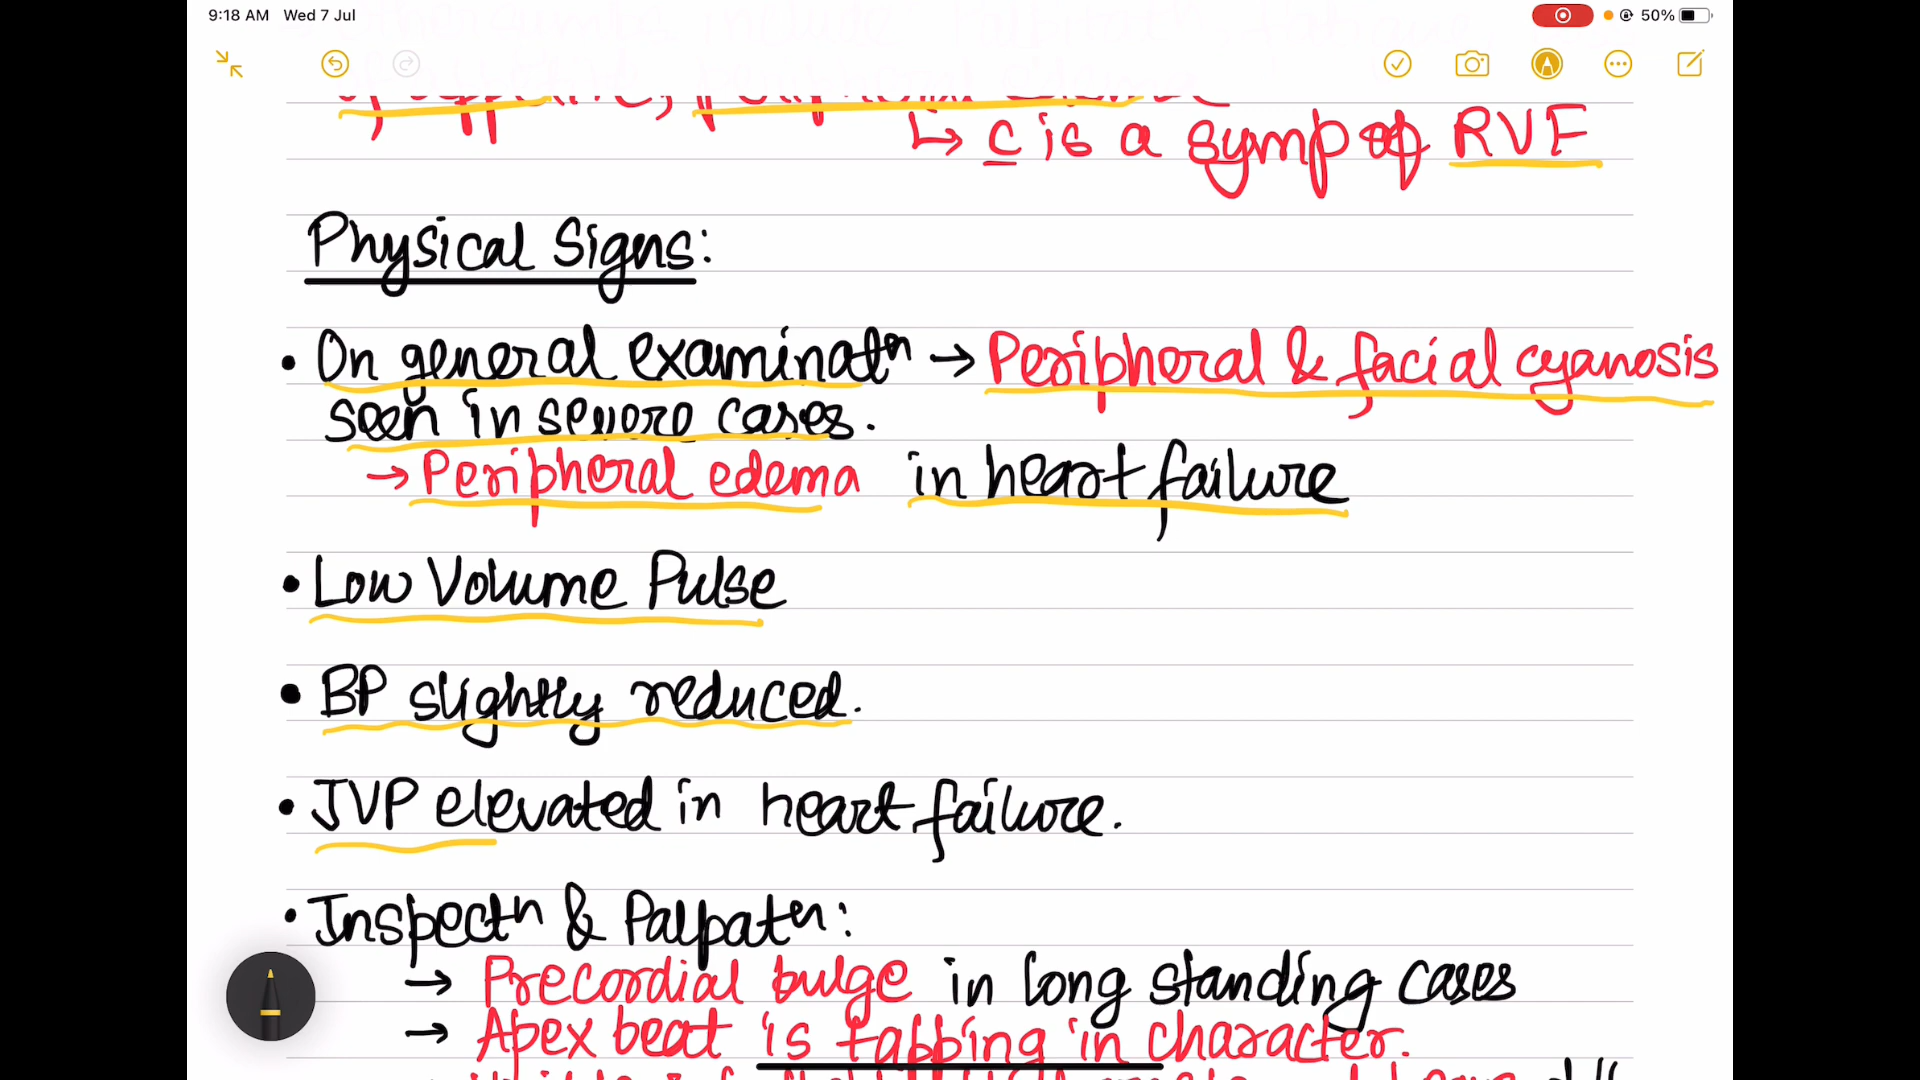 9:18 AM Wed 7 Jul
50%
↳ c is a symp of RVF
Physical Signs:
• On general examinatⁿ → Peripheral & facial cyanosis
seen in severe cases.
→ Peripheral edema in heart failure
• Low Volume Pulse
• BP slightly reduced.
• JVP elevated in heart failure.
• Inspectⁿ & Palpatⁿ:
→ Precordial bulge in long standing cases
→ Apex beat is tapping in character.